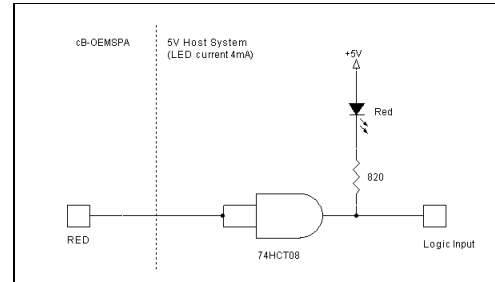 cB-OEMSPA
5V Host System
(LED current 4mA)
+5V
Red
820
RED
74HCT08
Logic Input